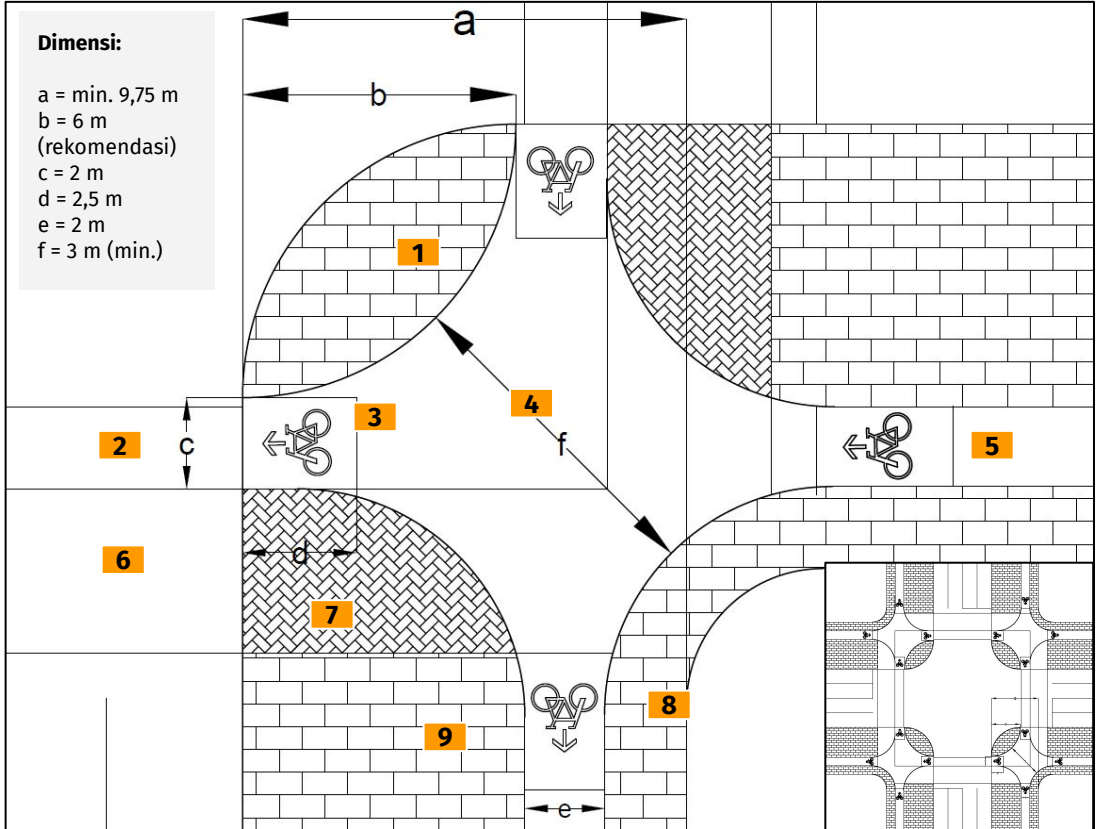 Dimensi:
a = min. 9,75 m
b = 6 m
(rekomendasi)
c = 2 m
d = 2,5 m
e = 2 m
f = 3 m (min.)
a
b
1
3
4
2
c
f
5
6
d
7
8
9
e